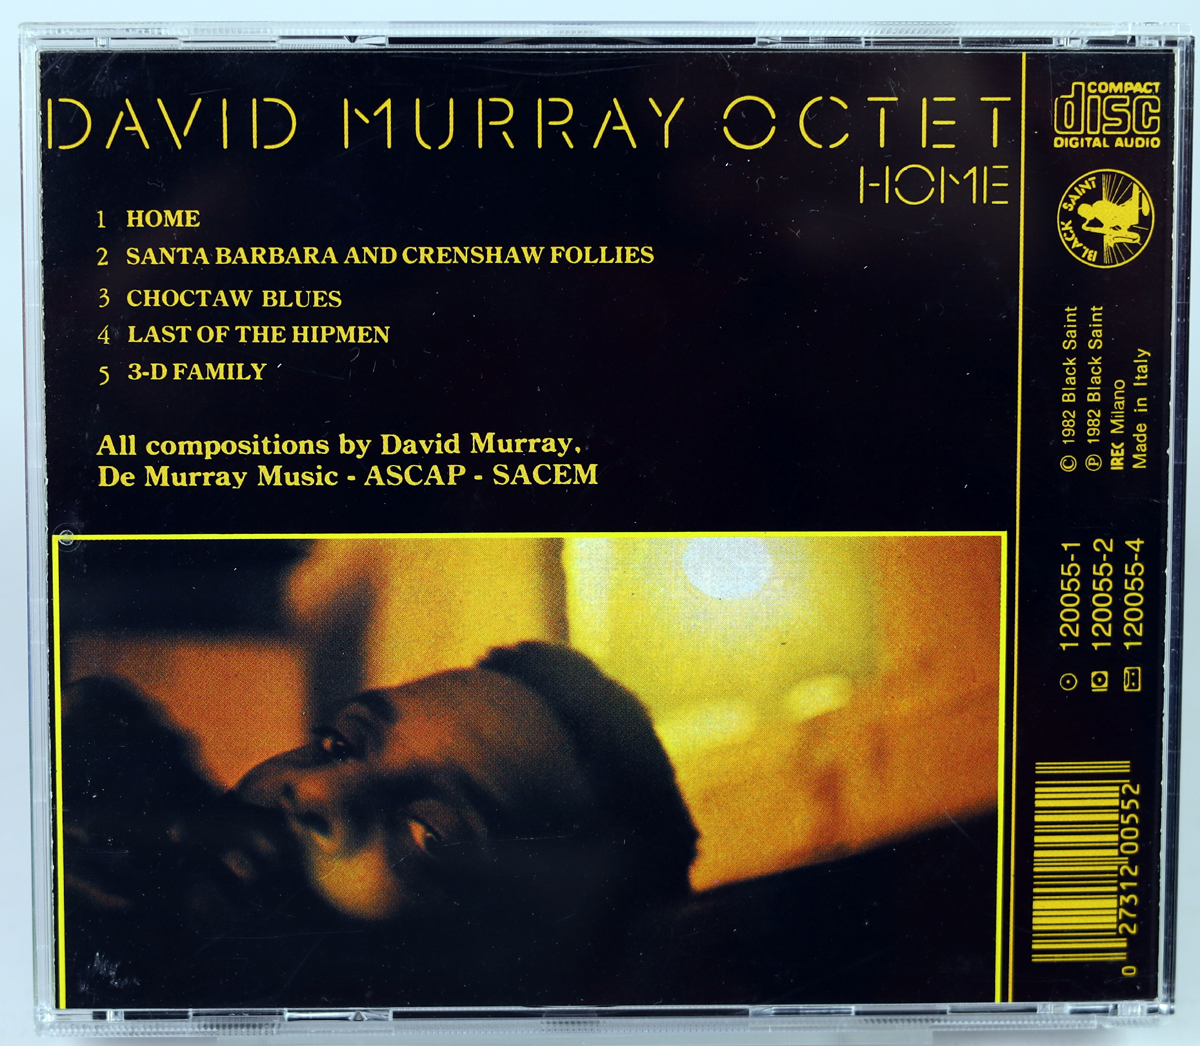 DAVID MURRAY OCTET
HOME
1 HOME
2 SANTA BARBARA AND CRENSHAW FOLLIES
3 CHOCTAW BLUES
4 LAST OF THE HIPMEN
5 3-D FAMILY
All compositions by David Murray,
De Murray Music - ASCAP - SACEM
COMPACT
disc
DIGITAL AUDIO
BLACK SAINT
© 1982 Black Saint
℗ 1982 Black Saint
IREC Milano
Made in Italy
120055-1
120055-2
120055-4
0 27312 00552